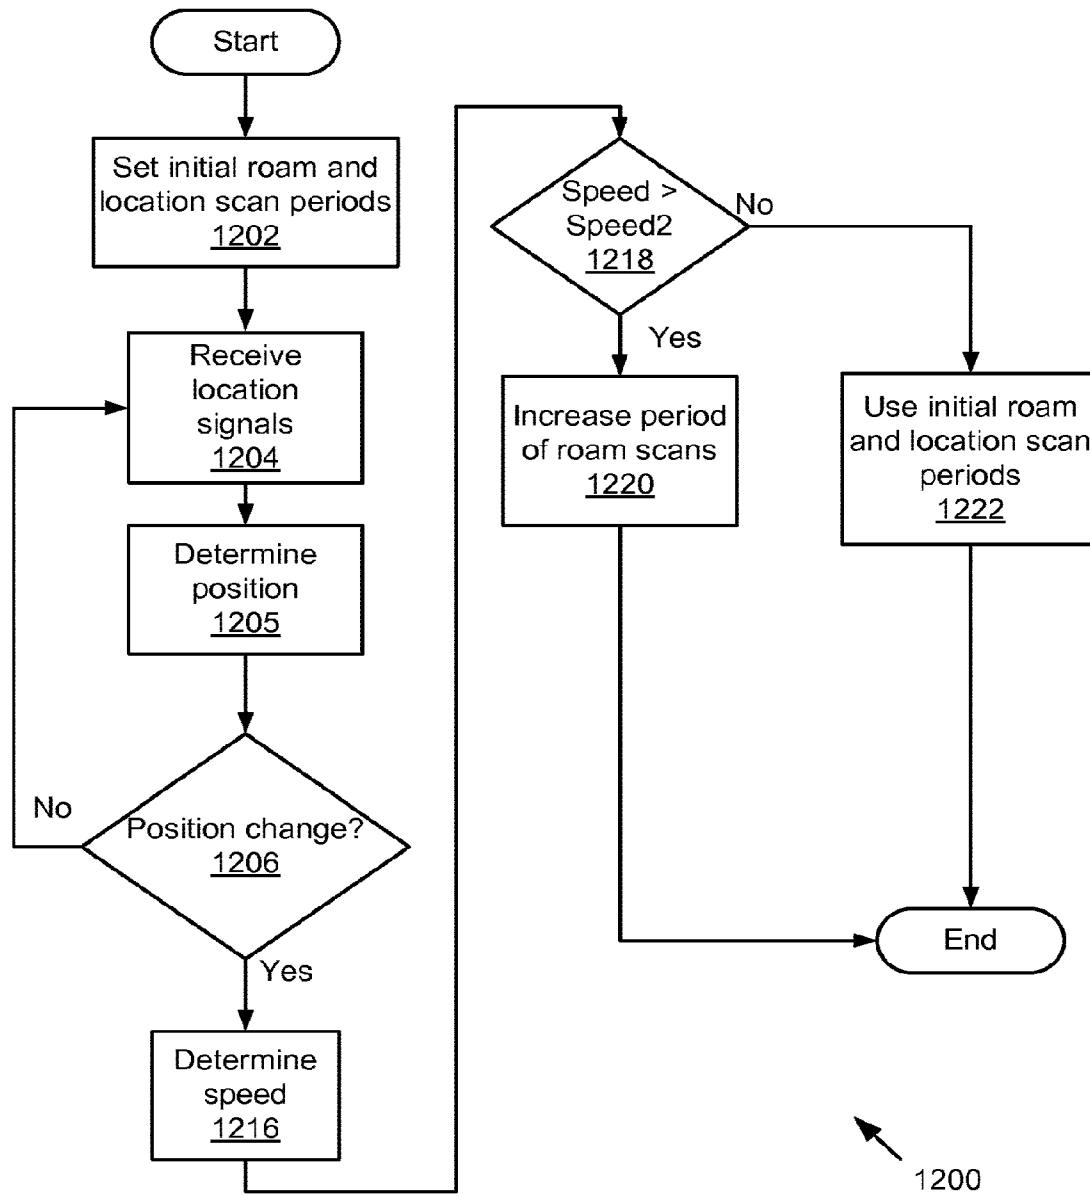 Start
Set initial roam and
location scan periods
1202
Receive
location
signals
1204
Determine
position
1205
Position change?
1206
No
Yes
Determine
speed
1216
Speed >
Speed2
1218
No
Yes
Increase period
of roam scans
1220
Use initial roam
and location scan
periods
1222
End
1200